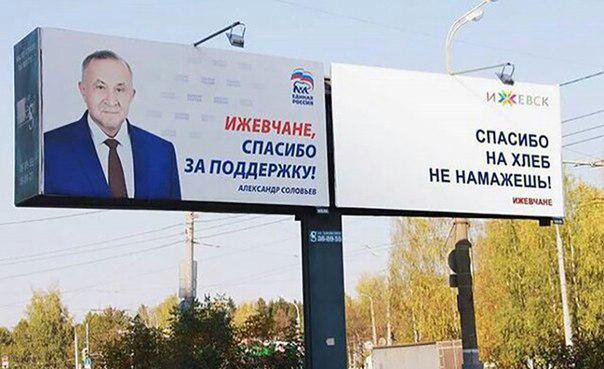 ЕДИНАЯ
РОССИЯ
ИЖЕВЧАНЕ,
СПАСИБО
ЗА ПОДДЕРЖКУ!
АЛЕКСАНДР СОЛОВЬЕВ
ИЖЕВСК
СПАСИБО
НА ХЛЕБ
НЕ НАМАЖЕШЬ!
ИЖЕВЧАНЕ